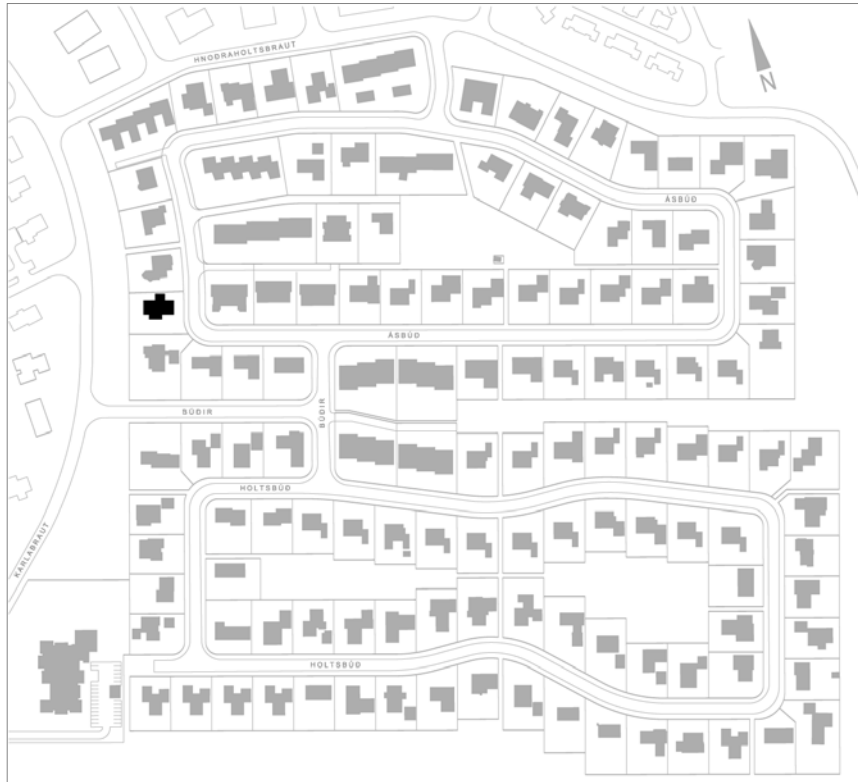 HNOÐRAHOLTSBRAUT
N
ÁSBÚÐ
ÁSBÚÐ
BÚÐIR
BÚÐIR
HOLTSBÚÐ
KARLABRAUT
HOLTSBÚÐ